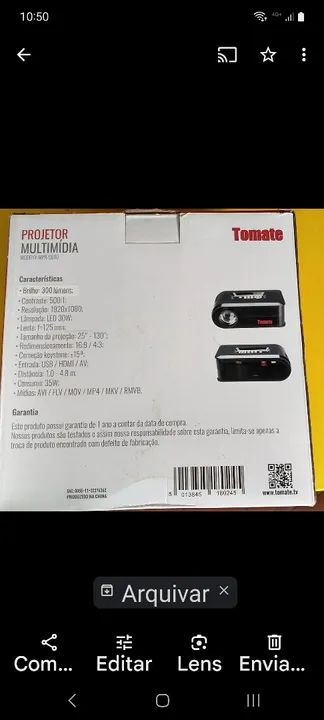 10:50
PROJETOR
MULTIMÍDIA
Tomate
Características
• Brilho: 300 lúmens;
• Contraste: 500:1;
• Resolução: 1920x1080;
• Lâmpada: LED 30W;
• Lente: f=125 mm;
• Tamanho da projeção: 25" - 130";
• Redimensionamento: 16:9 / 4:3;
• Correção keystone: ±15º;
• Entrada: USB / HDMI / AV;
• Distância: 1.0 - 4.8 m;
• Consumo: 35W;
• Mídias: AVI / FLV / MOV / MP4 / MKV / RMVB.
Tomate
Garantia
Este produto possui garantia de 1 ano a contar da data de compra.
Nossos produtos são testados e assim nossa responsabilidade sobre esta garantia, limita-se apenas a
troca de produto encontrado com defeito de fabricação.
PRODUZIDO NA CHINA
www.tomate.tv
Arquivar
Com...
Editar
Lens
Envia...